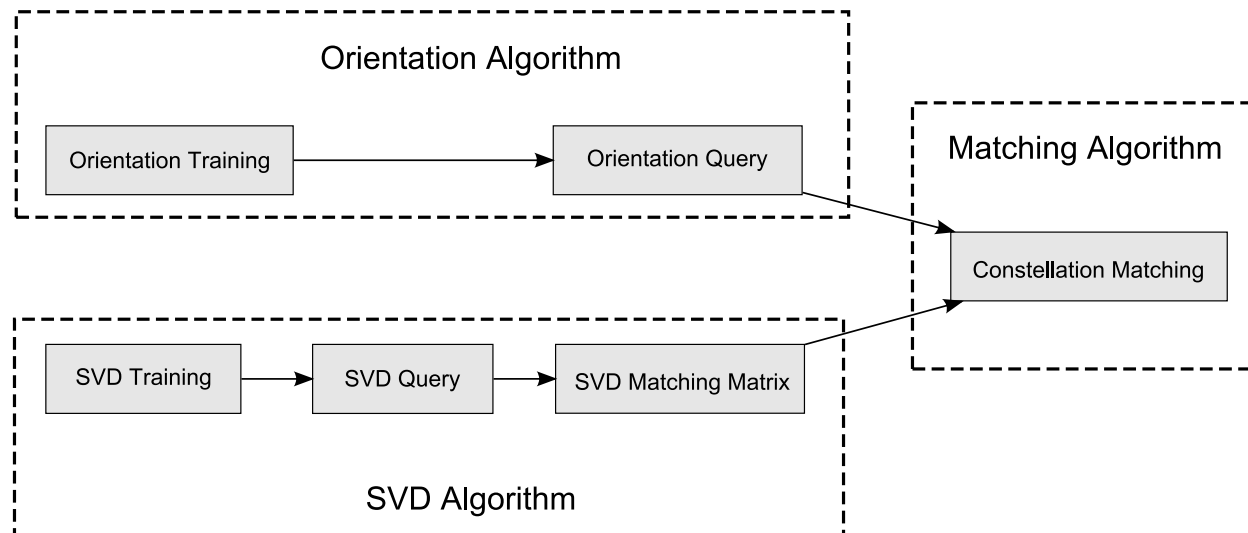 Orientation Algorithm
Orientation Training
Orientation Query
Matching Algorithm
Constellation Matching
SVD Training
SVD Query
SVD Matching Matrix
SVD Algorithm